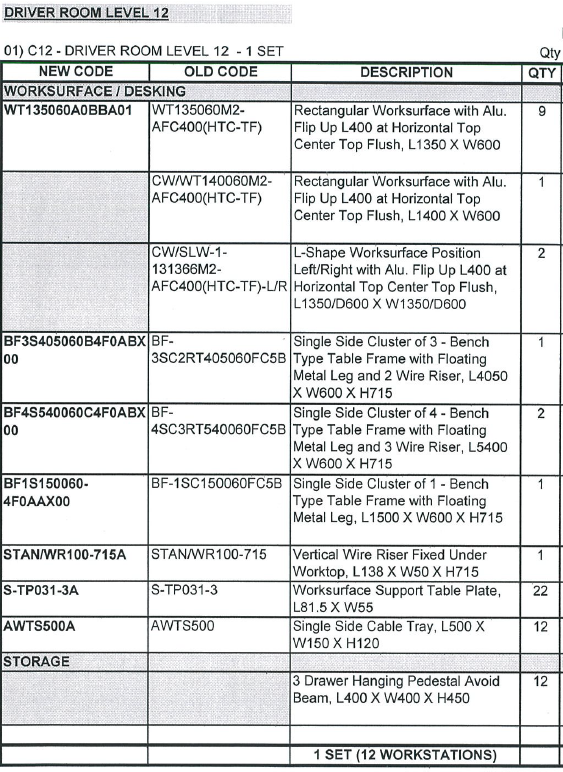 DRIVER ROOM LEVEL 12
01) C12 - DRIVER ROOM LEVEL 12 - 1 SET Qty
NEW CODE OLD CODE DESCRIPTION QTY
WORKSURFACE / DESKING
WT135060A0BBA01 WT135060M2- Rectangular Worksurface with Alu. 9
AFC400(HTC-TF) Flip Up L400 at Horizontal Top
Center Top Flush, L1350 X W600
CW/WT140060M2- Rectangular Worksurface with Alu. 1
AFC400(HTC-TF) Flip Up L400 at Horizontal Top
Center Top Flush, L1400 X W600
CW/SLW-1- L-Shape Worksurface Position 2
131366M2- Left/Right with Alu. Flip Up L400 at
AFC400(HTC-TF)-L/R Horizontal Top Center Top Flush,
L1350/D600 X W1350/D600
BF3S405060B4F0ABX BF- Single Side Cluster of 3 - Bench 1
00 3SC2RT405060FC5B Type Table Frame with Floating
Metal Leg and 2 Wire Riser, L4050
X W600 X H715
BF4S540060C4F0ABX BF- Single Side Cluster of 4 - Bench 2
00 4SC3RT540060FC5B Type Table Frame with Floating
Metal Leg and 3 Wire Riser, L5400
X W600 X H715
BF1S150060- BF-1SC150060FC5B Single Side Cluster of 1 - Bench 1
4F0AAX00 Type Table Frame with Floating
Metal Leg, L1500 X W600 X H715
STAN/WR100-715A STAN/WR100-715 Vertical Wire Riser Fixed Under 1
Worktop, L138 X W50 X H715
S-TP031-3A S-TP031-3 Worksurface Support Table Plate, 22
L81.5 X W55
AWTS500A AWTS500 Single Side Cable Tray, L500 X 12
W150 X H120
STORAGE
3 Drawer Hanging Pedestal Avoid 12
Beam, L400 X W400 X H450
1 SET (12 WORKSTATIONS)